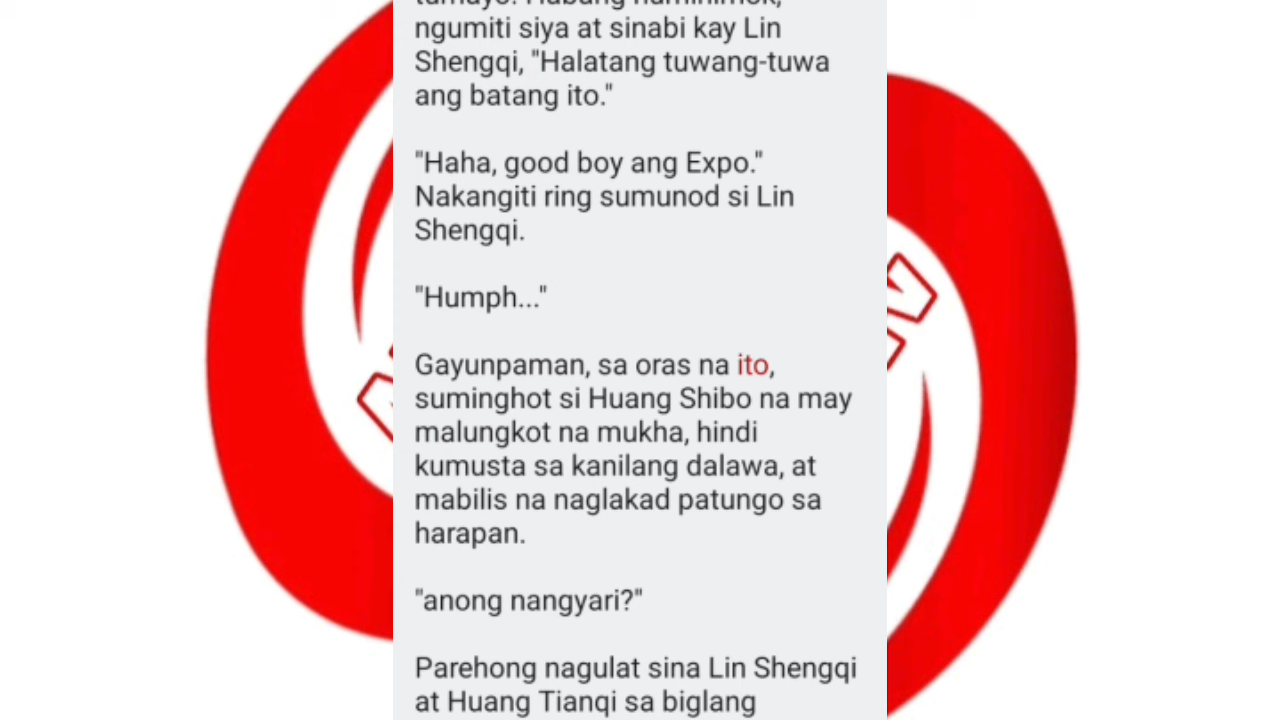 ngumiti siya at sinabi kay Lin
Shengqi, "Halatang tuwang-tuwa
ang batang ito."
"Haha, good boy ang Expo."
Nakangiti ring sumunod si Lin
Shengqi.
"Humph..."
Gayunpaman, sa oras na ito,
suminghot si Huang Shibo na may
malungkot na mukha, hindi
kumusta sa kanilang dalawa, at
mabilis na naglakad patungo sa
harapan.
"anong nangyari?"
Parehong nagulat sina Lin Shengqi
at Huang Tianqi sa biglang